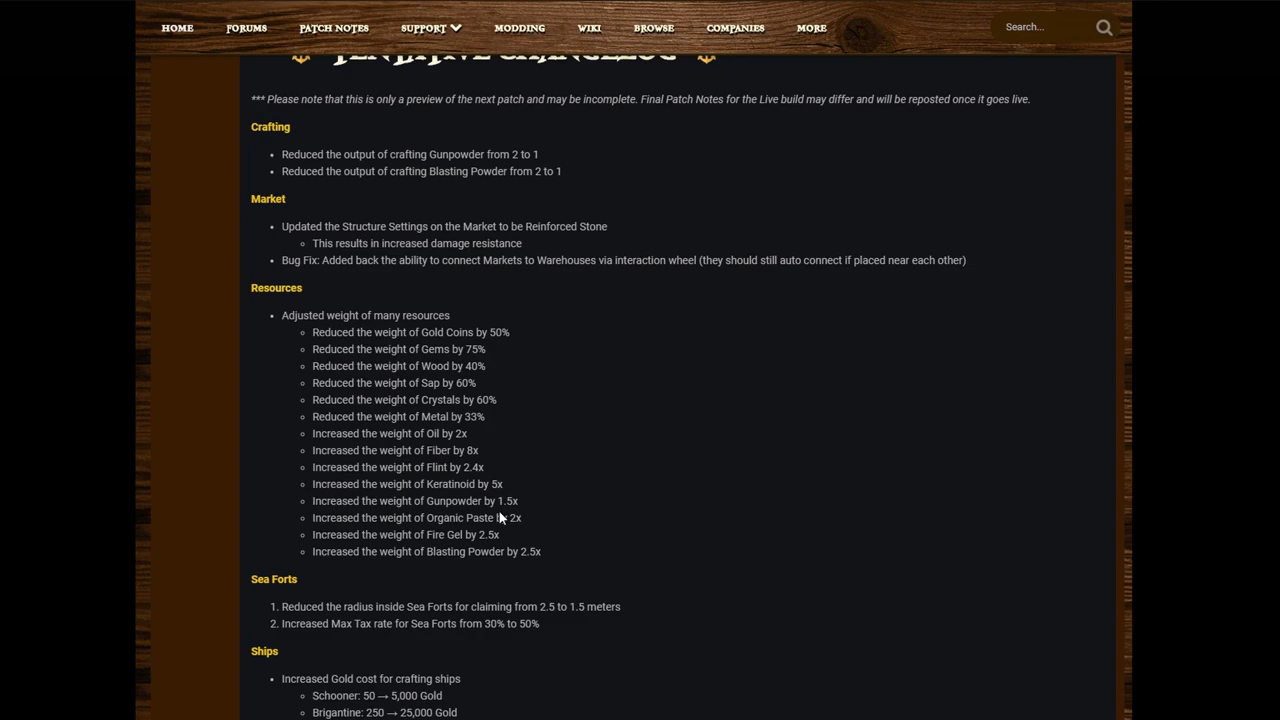 HOME FORUMS PATCH NOTES SUPPORT MODDING WIKI BROWSE COMPANIES MORE Search...
TENTATIVE CHANGELOG
*** Please note that this is only a preview of the next patch and may be incomplete. Final Patch Notes for the Live build may differ and will be reposted once it goes live.
Crafting
• Reduced the output of crafting Gunpowder from 2 to 1
• Reduced the output of crafting Blasting Powder from 2 to 1
Market
• Updated the Structure Settings on the Market to be Reinforced Stone
◦ This results in increased damage resistance
• Bug Fix: Added back the ability to connect Markets to Warehouses via interaction wheel (they should still auto connect if placed near each other)
Resources
• Adjusted weight of many resources
◦ Reduced the weight of Gold Coins by 50%
◦ Reduced the weight of Gems by 75%
◦ Reduced the weight of Wood by 40%
◦ Reduced the weight of Sap by 60%
◦ Reduced the weight of Crystals by 60%
◦ Reduced the weight of Metal by 33%
◦ Increased the weight of Oil by 2x
◦ Increased the weight of Fiber by 8x
◦ Increased the weight of Flint by 2.4x
◦ Increased the weight of Keratinoid by 5x
◦ Increased the weight of Gunpowder by 1.5x
◦ Increased the weight of Organic Paste by 2x
◦ Increased the weight of Fire Gel by 2.5x
◦ Increased the weight of Blasting Powder by 2.5x
Sea Forts
1. Reduced the radius inside Sea Forts for claiming from 2.5 to 1.5 meters
2. Increased Max Tax rate for Sea Forts from 30% to 50%
Ships
• Increased Gold cost for crafting ships
◦ Schooner: 50 → 5,000 Gold
◦ Brigantine: 250 → 25,000 Gold